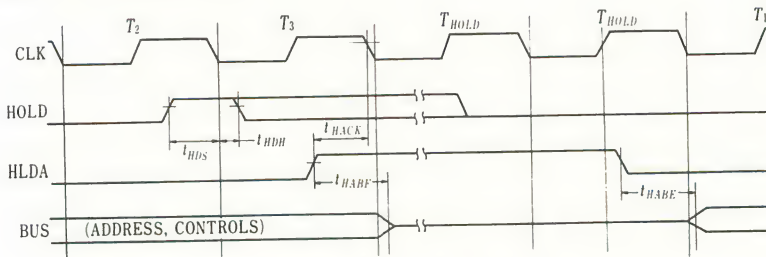 T2 T3 THOLD THOLD T1
CLK
HOLD
tHDS tHDH tHACK
HLDA
tHABF tHABE
BUS (ADDRESS, CONTROLS)